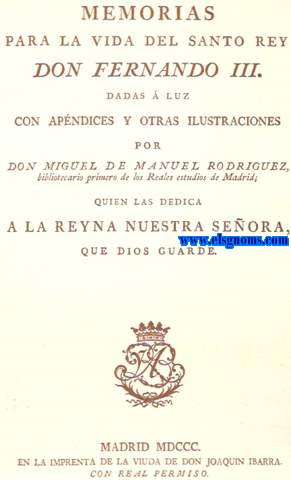 MEMORIAS
PARA LA VIDA DEL SANTO REY
DON FERNANDO III.
DADAS Á LUZ
CON APÉNDICES Y OTRAS ILUSTRACIONES
POR
DON MIGUEL DE MANUEL RODRIGUEZ,
bibliotecario primero de los Reales estudios de Madrid;
QUIEN LAS DEDICA
A LA REYNA NUESTRA SEÑORA,
QUE DIOS GUARDE.
www.elsgnoms.com
MADRID MDCCC.
EN LA IMPRENTA DE LA VIUDA DE DON JOAQUIN IBARRA.
CON REAL PERMISO.